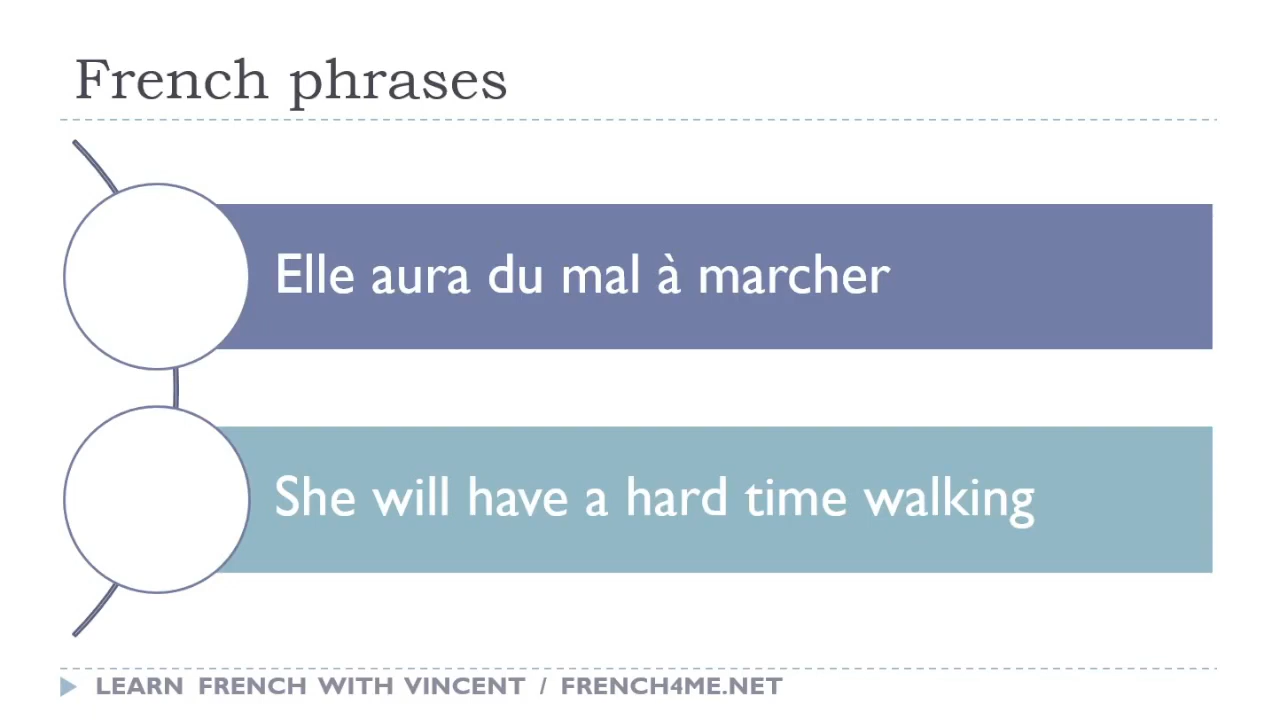 French phrases
Elle aura du mal à marcher
She will have a hard time walking
LEARN FRENCH WITH VINCENT / FRENCH4ME.NET